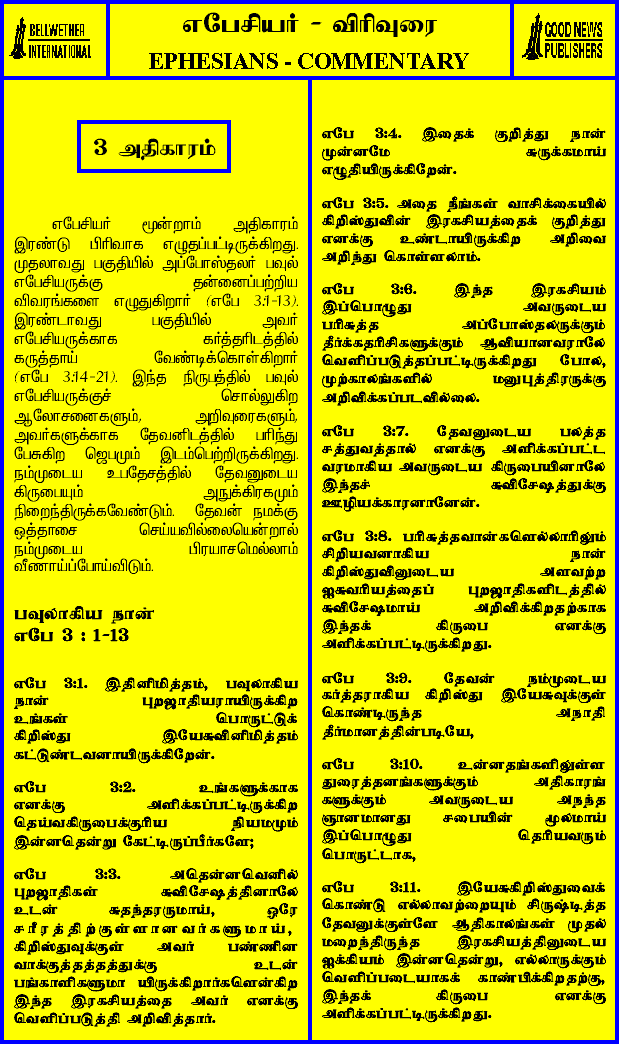 BELLWETHER
INTERNATIONAL
எபேசியர் - விரிவுரை
EPHESIANS - COMMENTARY
GOOD NEWS
PUBLISHERS
3 அதிகாரம்
எபேசியர் மூன்றாம் அதிகாரம்
இரண்டு பிரிவாக எழுதப்பட்டிருக்கிறது.
முதலாவது பகுதியில் அப்போஸ்தலர் பவுல்
எபேசியருக்கு தன்னைப்பற்றிய
விவரங்களை எழுதுகிறார் (எபே 3:1-13).
இரண்டாவது பகுதியில் அவர்
எபேசியருக்காக கர்த்தரிடத்தில்
கருத்தாய் வேண்டிக்கொள்கிறார்
(எபே 3:14-21). இந்த நிருபத்தில் பவுல்
எபேசியருக்குச் சொல்லுகிற
ஆலோசனைகளும், அறிவுரைகளும்,
அவர்களுக்காக தேவனிடத்தில் பரிந்து
பேசுகிற ஜெபமும் இடம்பெற்றிருக்கிறது.
நம்முடைய உபதேசத்தில் தேவனுடைய
கிருபையும் அநுக்கிரகமும்
நிறைந்திருக்கவேண்டும். தேவன் நமக்கு
ஒத்தாசை செய்யவில்லையென்றால்
நம்முடைய பிரயாசமெல்லாம்
வீணாய்ப்போய்விடும்.
பவுலாகிய நான்
எபே 3 : 1-13
எபே 3:1. இதினிமித்தம், பவுலாகிய
நான் புறஜாதியராயிருக்கிற
உங்கள் பொருட்டுக்
கிறிஸ்து இயேசுவினிமித்தம்
கட்டுண்டவனாயிருக்கிறேன்.
எபே 3:2. உங்களுக்காக
எனக்கு அளிக்கப்பட்டிருக்கிற
தெய்வகிருபைக்குரிய நியமமும்
இன்னதென்று கேட்டிருப்பீர்களே;
எபே 3:3. அதென்னவெனில்
புறஜாதிகள் சுவிசேஷத்தினாலே
உடன் சுதந்தரருமாய், ஒரே
சரீரத்திற்குள்ளானவர்களுமாய்,
கிறிஸ்துவுக்குள் அவர் பண்ணின
வாக்குத்தத்தத்துக்கு உடன்
பங்காளிகளுமா யிருக்கிறார்களென்கிற
இந்த இரகசியத்தை அவர் எனக்கு
வெளிப்படுத்தி அறிவித்தார்.
எபே 3:4. இதைக் குறித்து நான்
முன்னமே சுருக்கமாய்
எழுதியிருக்கிறேன்.
எபே 3:5. அதை நீங்கள் வாசிக்கையில்
கிறிஸ்துவின் இரகசியத்தைக் குறித்து
எனக்கு உண்டாயிருக்கிற அறிவை
அறிந்து கொள்ளலாம்.
எபே 3:6. இந்த இரகசியம்
இப்பொழுது அவருடைய
பரிசுத்த அப்போஸ்தலருக்கும்
தீர்க்கதரிசிகளுக்கும் ஆவியானவராலே
வெளிப்படுத்தப்பட்டிருக்கிறது போல,
முற்காலங்களில் மனுபுத்திரருக்கு
அறிவிக்கப்படவில்லை.
எபே 3:7. தேவனுடைய பலத்த
சத்துவத்தால் எனக்கு அளிக்கப்பட்ட
வரமாகிய அவருடைய கிருபையினாலே
இந்தச் சுவிசேஷத்துக்கு
ஊழியக்காரனானேன்.
எபே 3:8. பரிசுத்தவான்களெல்லாரிலும்
சிறியவனாகிய நான்
கிறிஸ்துவினுடைய அளவற்ற
ஐசுவரியத்தைப் புறஜாதிகளிடத்தில்
சுவிசேஷமாய் அறிவிக்கிறதற்காக
இந்தக் கிருபை எனக்கு
அளிக்கப்பட்டிருக்கிறது.
எபே 3:9. தேவன் நம்முடைய
கர்த்தராகிய கிறிஸ்து இயேசுவுக்குள்
கொண்டிருந்த அநாதி
தீர்மானத்தின்படியே,
எபே 3:10. உன்னதங்களிலுள்ள
துரைத்தனங்களுக்கும் அதிகாரங்
களுக்கும் அவருடைய அநந்த
ஞானமானது சபையின் மூலமாய்
இப்பொழுது தெரியவரும்
பொருட்டாக,
எபே 3:11. இயேசுகிறிஸ்துவைக்
கொண்டு எல்லாவற்றையும் சிருஷ்டித்த
தேவனுக்குள்ளே ஆதிகாலங்கள் முதல்
மறைந்திருந்த இரகசியத்தினுடைய
ஐக்கியம் இன்னதென்று, எல்லாருக்கும்
வெளிப்படையாகக் காண்பிக்கிறதற்கு,
இந்தக் கிருபை எனக்கு
அளிக்கப்பட்டிருக்கிறது.